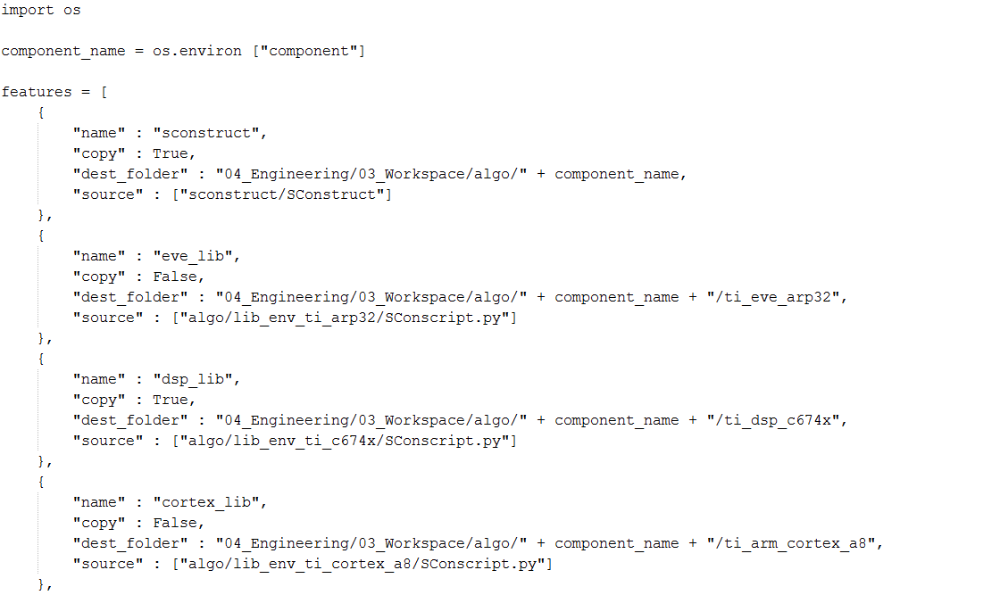 import os
component_name = os.environ ["component"]
features = [
    {
        "name" : "sconstruct",
        "copy" : True,
        "dest_folder" : "04_Engineering/03_Workspace/algo/" + component_name,
        "source" : ["sconstruct/SConstruct"]
    },
    {
        "name" : "eve_lib",
        "copy" : False,
        "dest_folder" : "04_Engineering/03_Workspace/algo/" + component_name + "/ti_eve_arp32",
        "source" : ["algo/lib_env_ti_arp32/SConscript.py"]
    },
    {
        "name" : "dsp_lib",
        "copy" : True,
        "dest_folder" : "04_Engineering/03_Workspace/algo/" + component_name + "/ti_dsp_c674x",
        "source" : ["algo/lib_env_ti_c674x/SConscript.py"]
    },
    {
        "name" : "cortex_lib",
        "copy" : False,
        "dest_folder" : "04_Engineering/03_Workspace/algo/" + component_name + "/ti_arm_cortex_a8",
        "source" : ["algo/lib_env_ti_cortex_a8/SConscript.py"]
    },